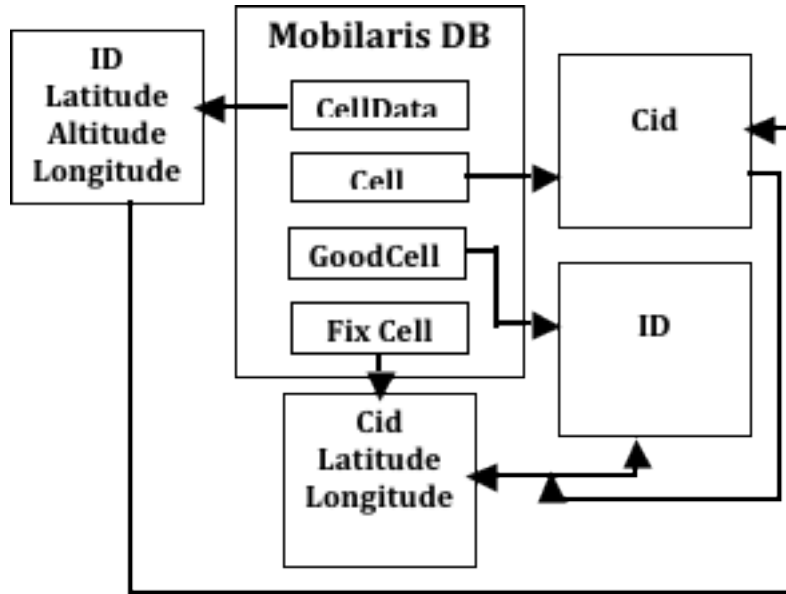 Mobilaris DB
ID
Latitude
Altitude
Longitude
CellData
Cell
GoodCell
Fix Cell
Cid
ID
Cid
Latitude
Longitude